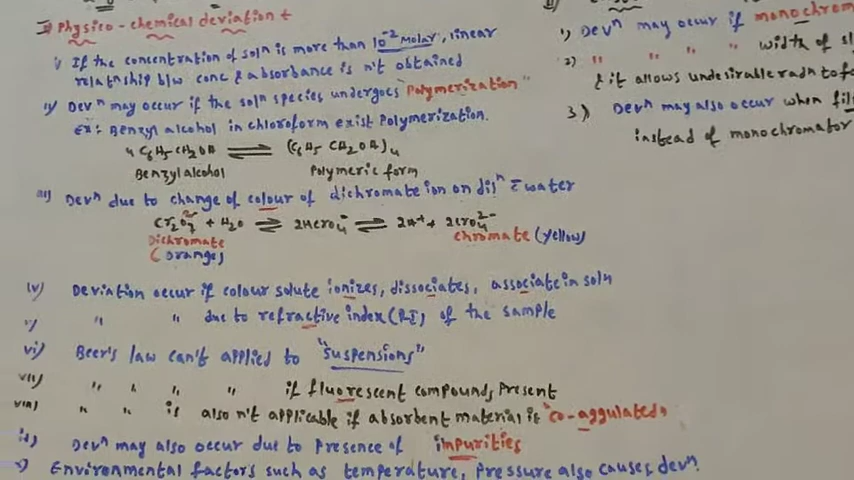 I) Physico-chemical deviation :
i) If the concentration of soln is more than 10⁻² Molar, linear
relatnship b/w conc & absorbance is n't obtained
ii) Devⁿ may occur if the solⁿ species undergoes "Polymerization"
Ex: Benzyl alcohol in chloroform exist Polymerization.
4 C6H5CH2OH ⇌ (C6H5 CH2OH)4
Benzyl alcohol Polymeric form
iii) Devⁿ due to change of colour of dichromate ion on disⁿ c̄ water
Cr2O7²⁻ + H2O ⇌ 2HCrO4⁻ ⇌ 2H⁺ + 2CrO4²⁻
Dichromate chromate (yellow)
(orange)
iv) Deviation occur if colour solute ionizes, dissociates, associate in soln
v) " " due to refractive index (RI) of the sample
vi) Beer's law can't applied to "suspensions"
vii) " " " " if fluorescent compounds Present
viii) " " is also n't applicable if absorbent material is "co-aggulated"
ix) Devⁿ may also occur due to Presence of impurities
x) Environmental factors such as temperature, Pressure also causes devⁿ.
II)
1) Devⁿ may occur if monochrom
2) " " " " width of sl
& it allows undesirable radn to f
3) Devⁿ may also occur when fil
instead of monochromator